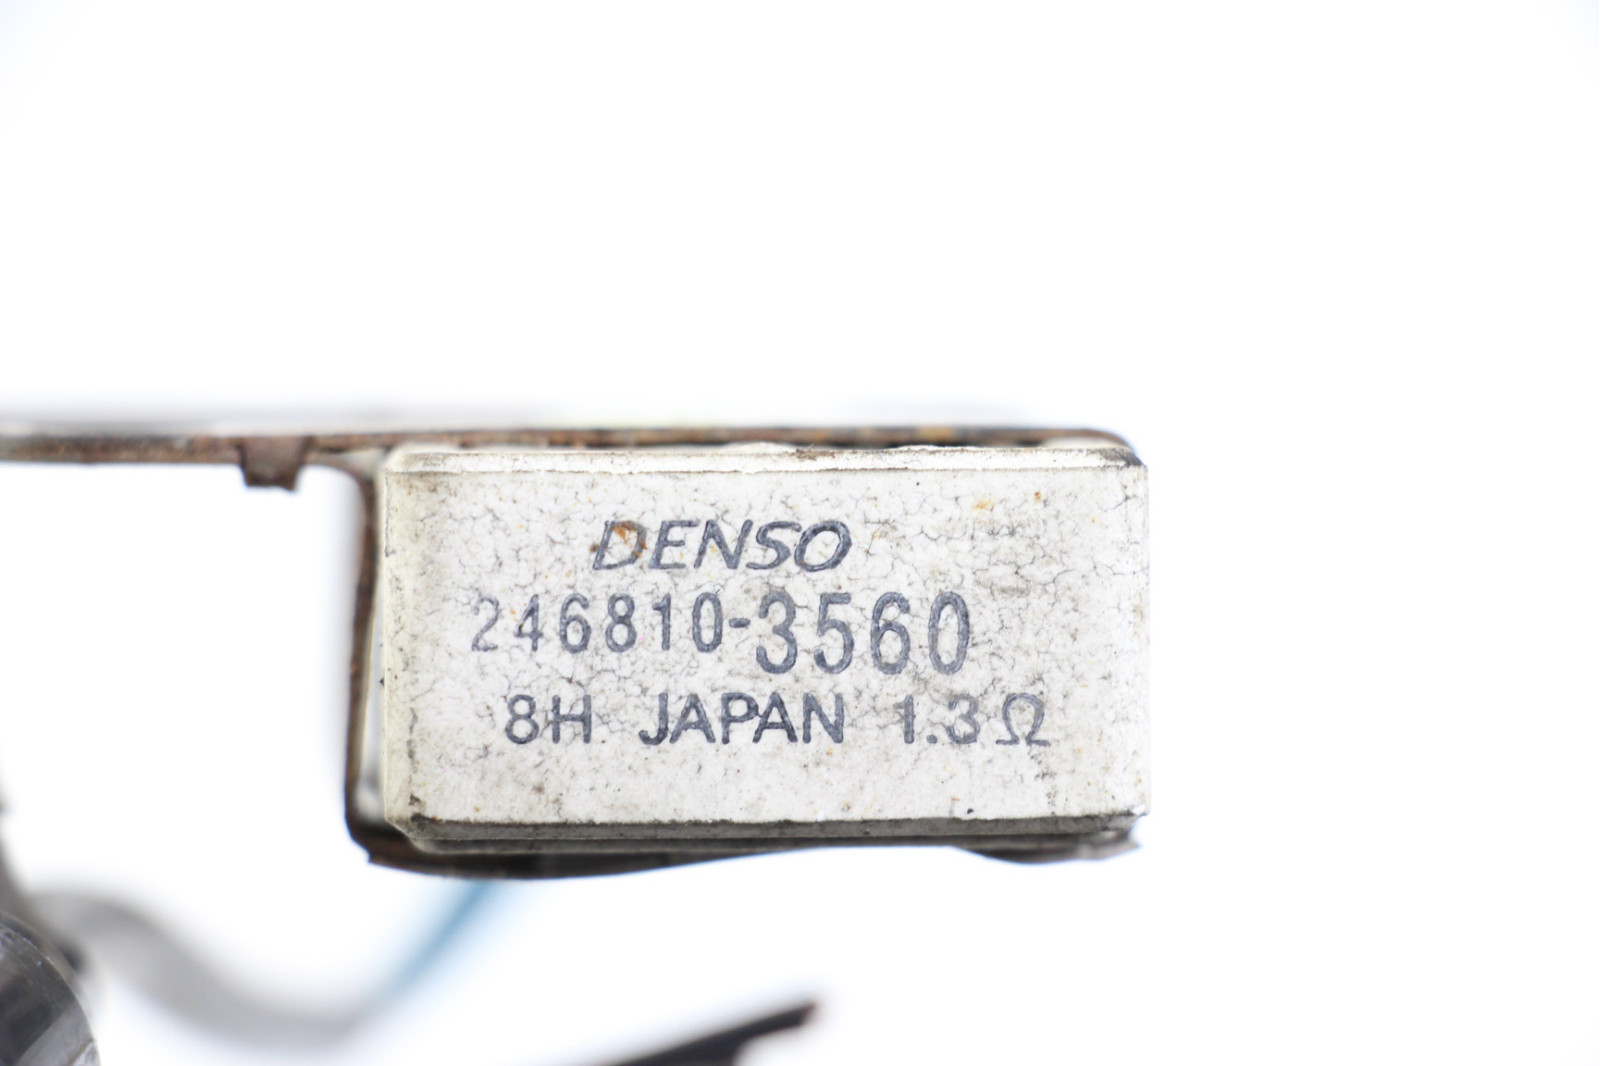 DENSO
246810-3560
8H JAPAN 1.3Ω